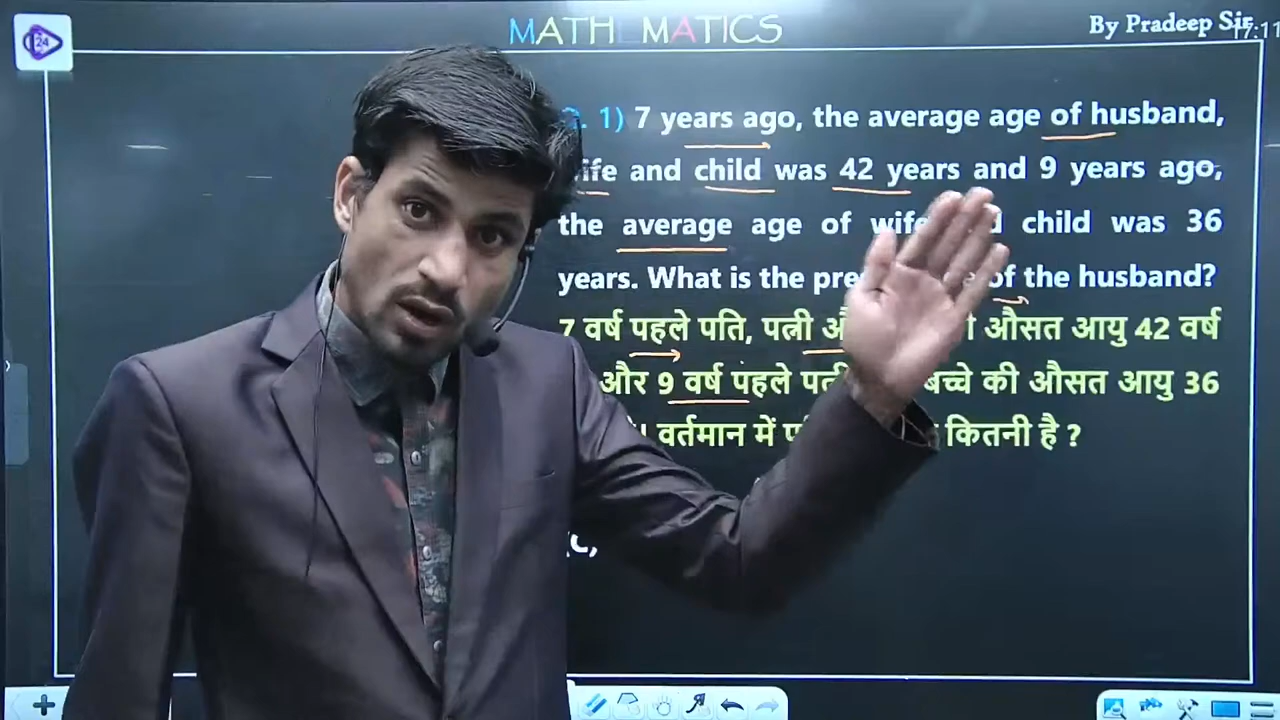 24
MATHEMATICS
By Pradeep Sir
17:11
1) 7 years ago, the average age of husband,
and child was 42 years and 9 years ago,
the average age of wife child was 36
years. What is the of the husband?
7 वर्ष पहले पति, पत्नी औसत आयु 42 वर्ष
और 9 वर्ष पहले बच्चे की औसत आयु 36
वर्तमान में कितनी है ?